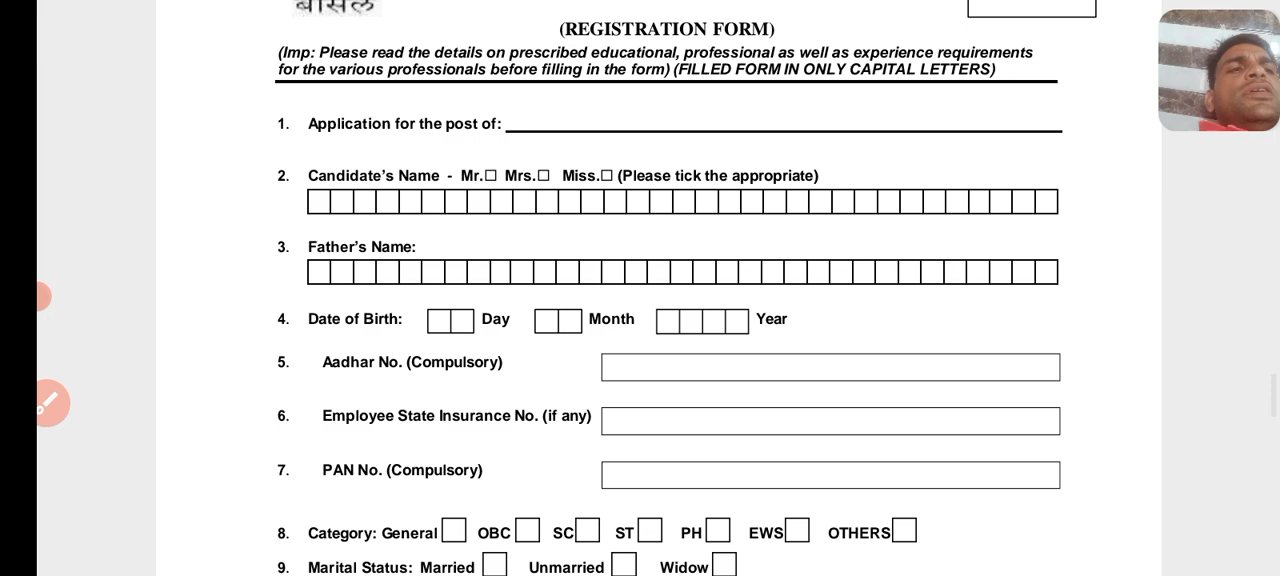 बेसिल
(REGISTRATION FORM)
(Imp: Please read the details on prescribed educational, professional as well as experience requirements
for the various professionals before filling in the form) (FILLED FORM IN ONLY CAPITAL LETTERS)
1. Application for the post of:
2. Candidate’s Name - Mr.☐ Mrs.☐ Miss.☐ (Please tick the appropriate)
3. Father’s Name:
4. Date of Birth: Day Month Year
5. Aadhar No. (Compulsory)
6. Employee State Insurance No. (if any)
7. PAN No. (Compulsory)
8. Category: General OBC SC ST PH EWS OTHERS
9. Marital Status: Married Unmarried Widow